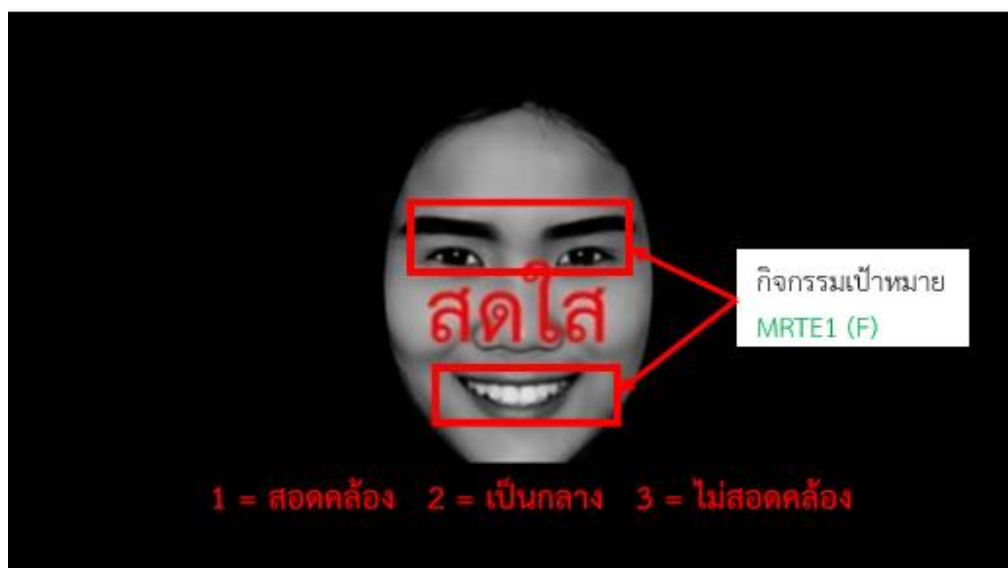 สดใส
กิจกรรมเป้าหมาย
MRTE1 (F)
1 = สอดคล้อง 2 = เป็นกลาง 3 = ไม่สอดคล้อง